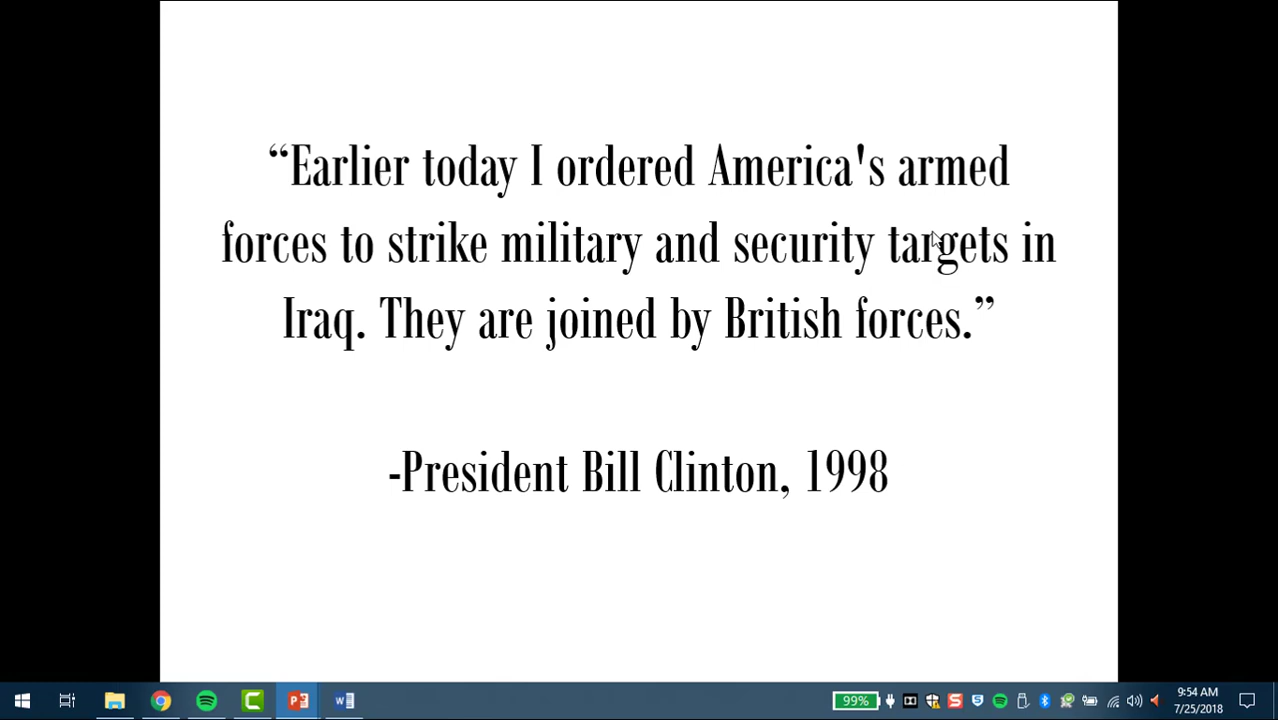 “Earlier today I ordered America's armed
forces to strike military and security targets in
Iraq. They are joined by British forces.”
-President Bill Clinton, 1998
99%
9:54 AM
7/25/2018